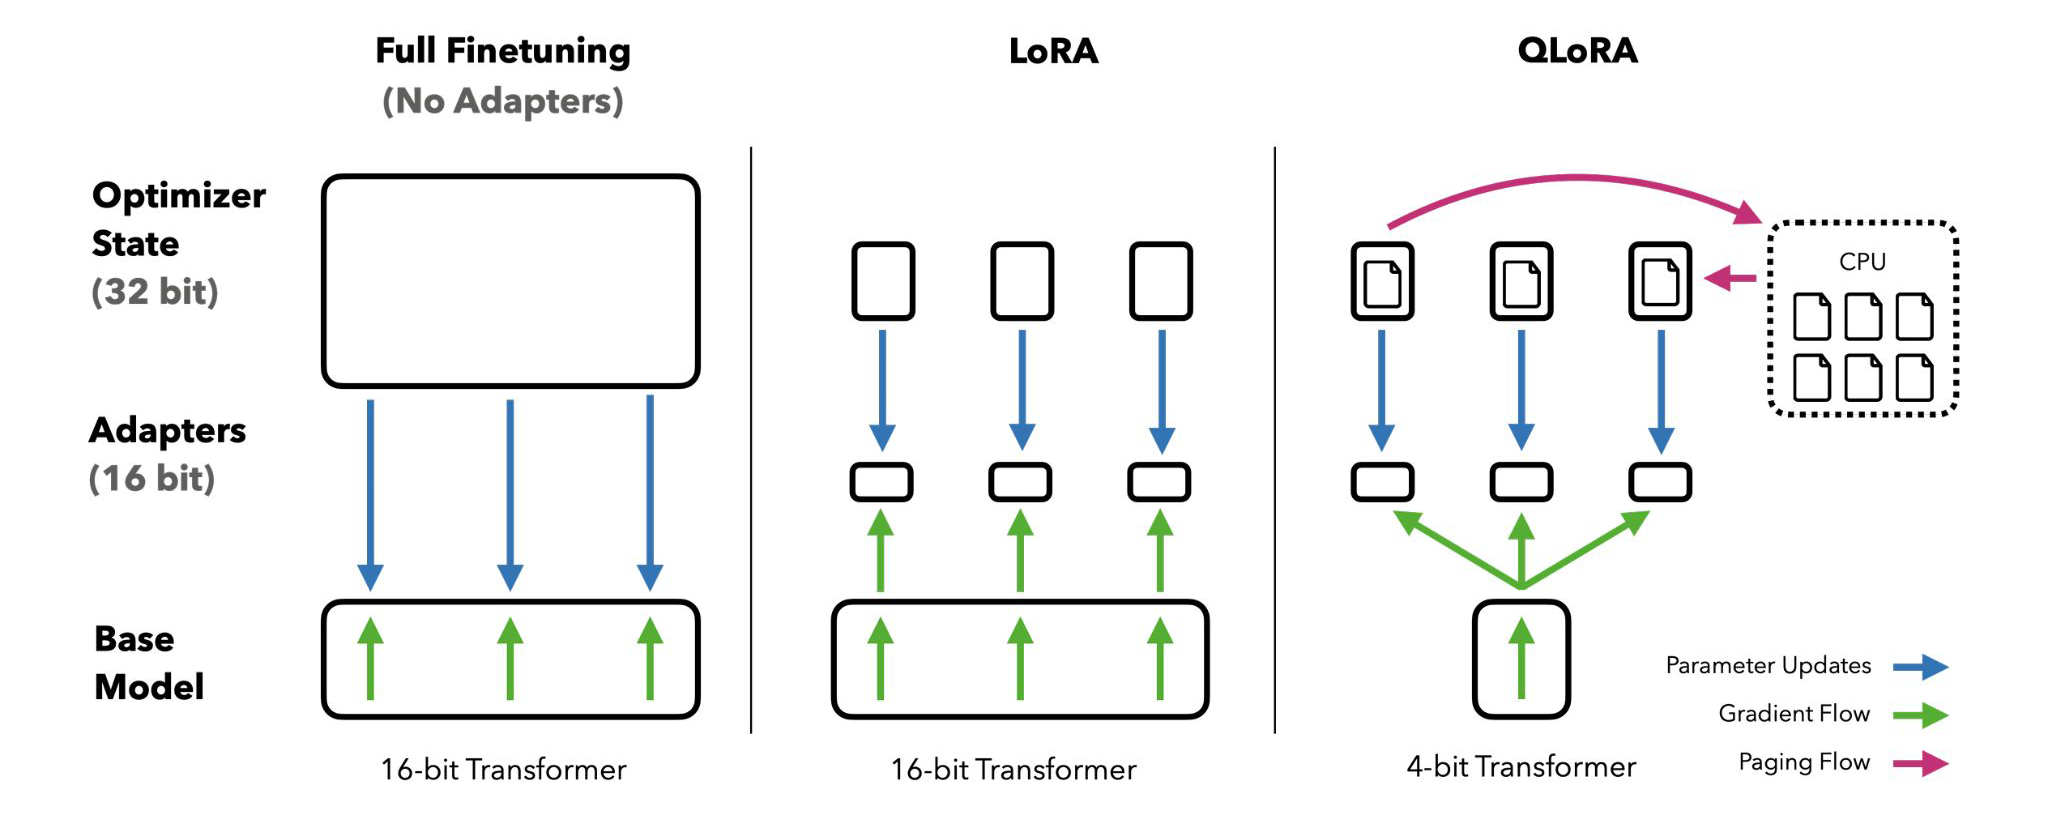 Full Finetuning
(No Adapters)
LoRA
QLoRA
Optimizer
State
(32 bit)
CPU
Adapters
(16 bit)
Base
Model
Parameter Updates
Gradient Flow
Paging Flow
16-bit Transformer
16-bit Transformer
4-bit Transformer